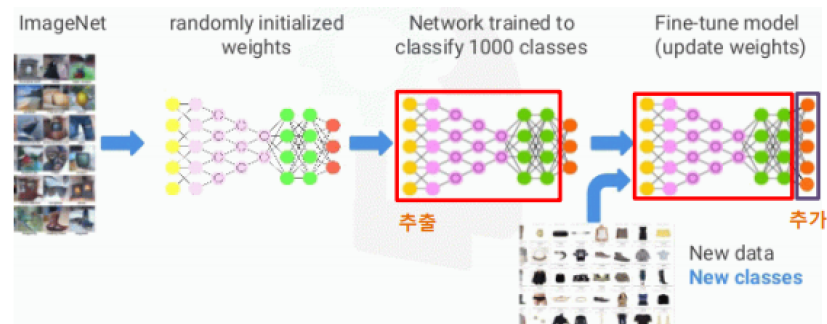 ImageNet
randomly initialized
weights
Network trained to
classify 1000 classes
Fine-tune model
(update weights)
추출
추가
New data
New classes